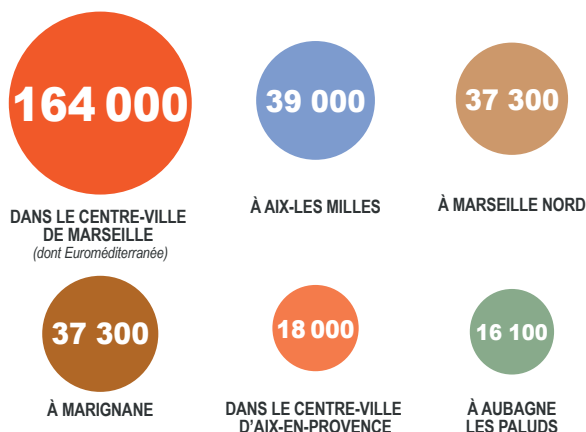 164 000
DANS LE CENTRE-VILLE
DE MARSEILLE
(dont Euroméditerranée)
39 000
À AIX-LES MILLES
37 300
À MARSEILLE NORD
37 300
À MARIGNANE
18 000
DANS LE CENTRE-VILLE
D'AIX-EN-PROVENCE
16 100
À AUBAGNE
LES PALUDS